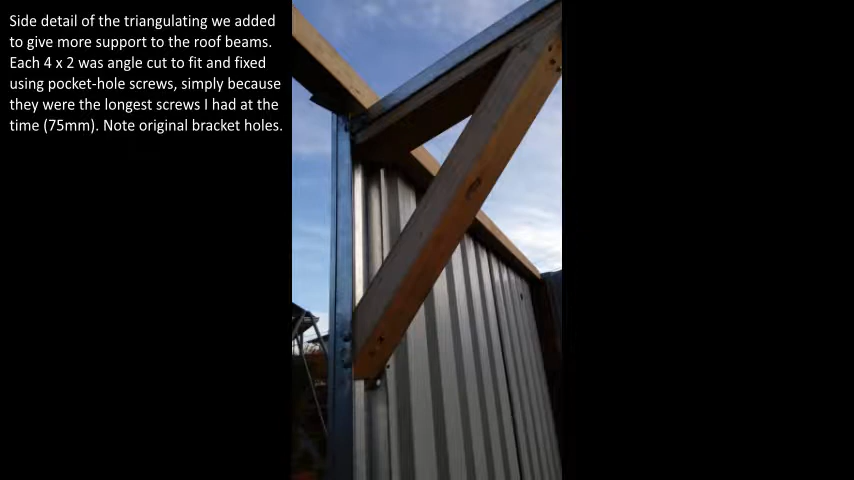 Side detail of the triangulating we added
to give more support to the roof beams.
Each 4 x 2 was angle cut to fit and fixed
using pocket-hole screws, simply because
they were the longest screws I had at the
time (75mm). Note original bracket holes.